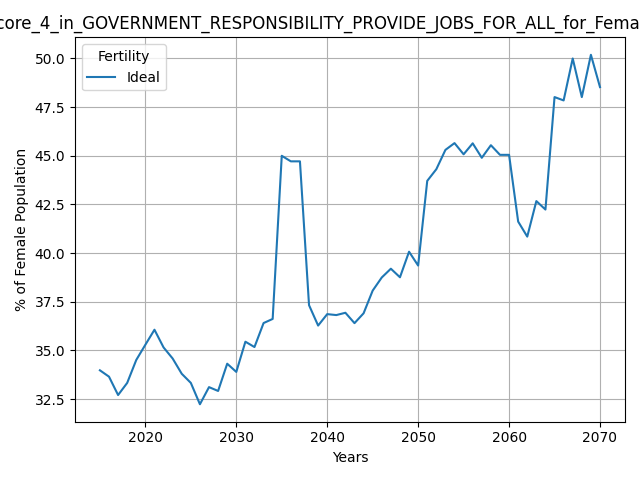 core_4_in_GOVERNMENT_RESPONSIBILITY_PROVIDE_JOBS_FOR_ALL_for_Fema
Fertility
Ideal
50.0
47.5
45.0
42.5
40.0
37.5
35.0
32.5
% of Female Population
2020 2030 2040 2050 2060 2070
Years